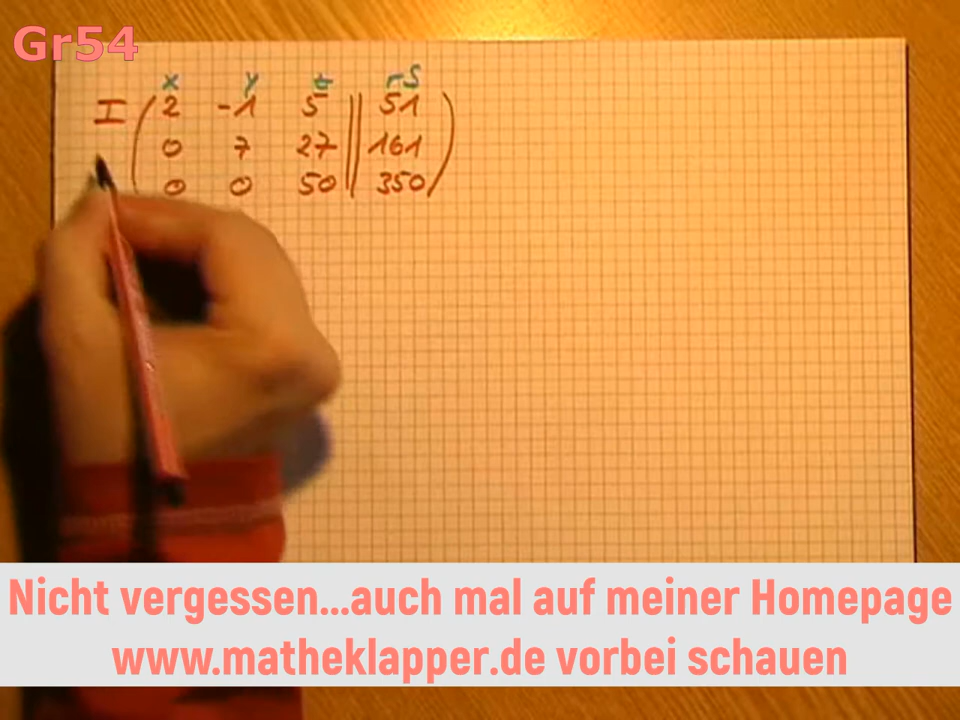 Gr54
x y z rS
I 2 -1 5 51
0 7 27 161
0 0 50 350
Nicht vergessen...auch mal auf meiner Homepage
www.matheklapper.de vorbei schauen